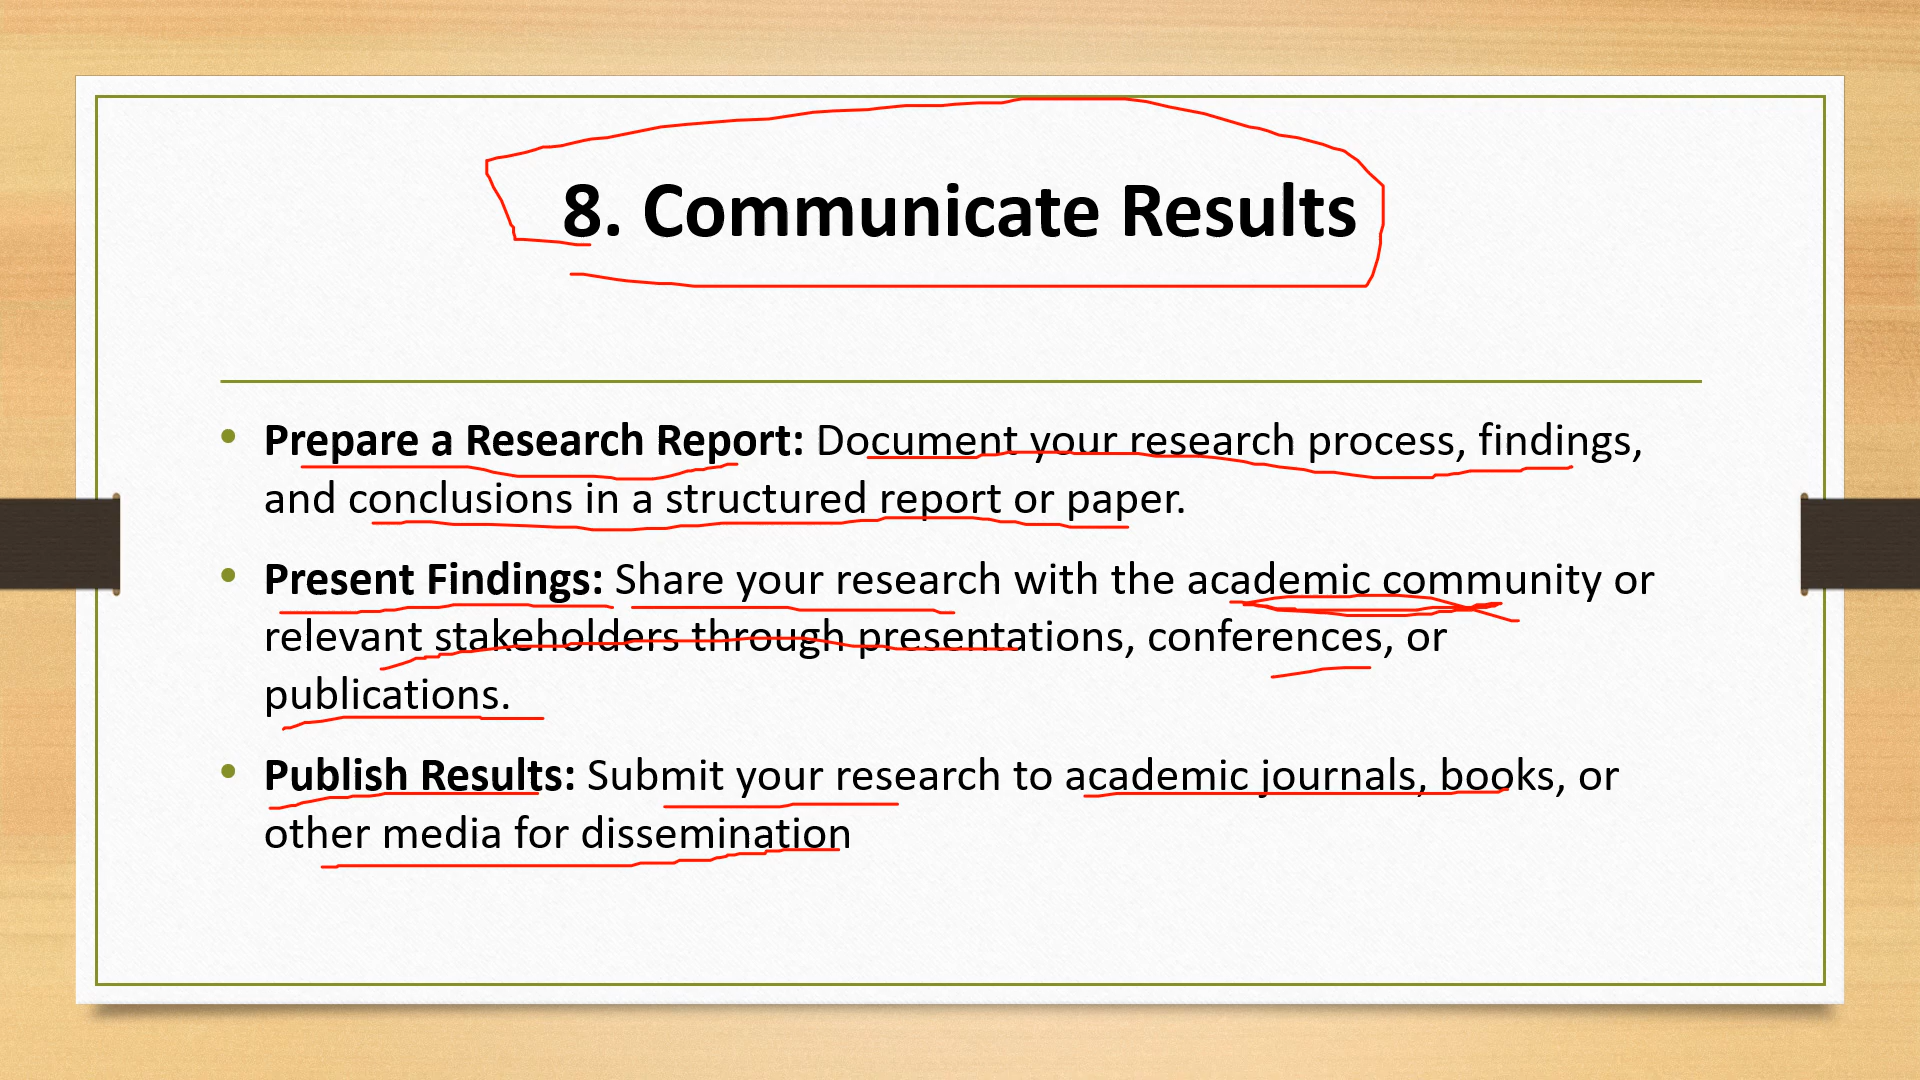 8. Communicate Results
• Prepare a Research Report: Document your research process, findings,
and conclusions in a structured report or paper.
• Present Findings: Share your research with the academic community or
relevant stakeholders through presentations, conferences, or
publications.
• Publish Results: Submit your research to academic journals, books, or
other media for dissemination